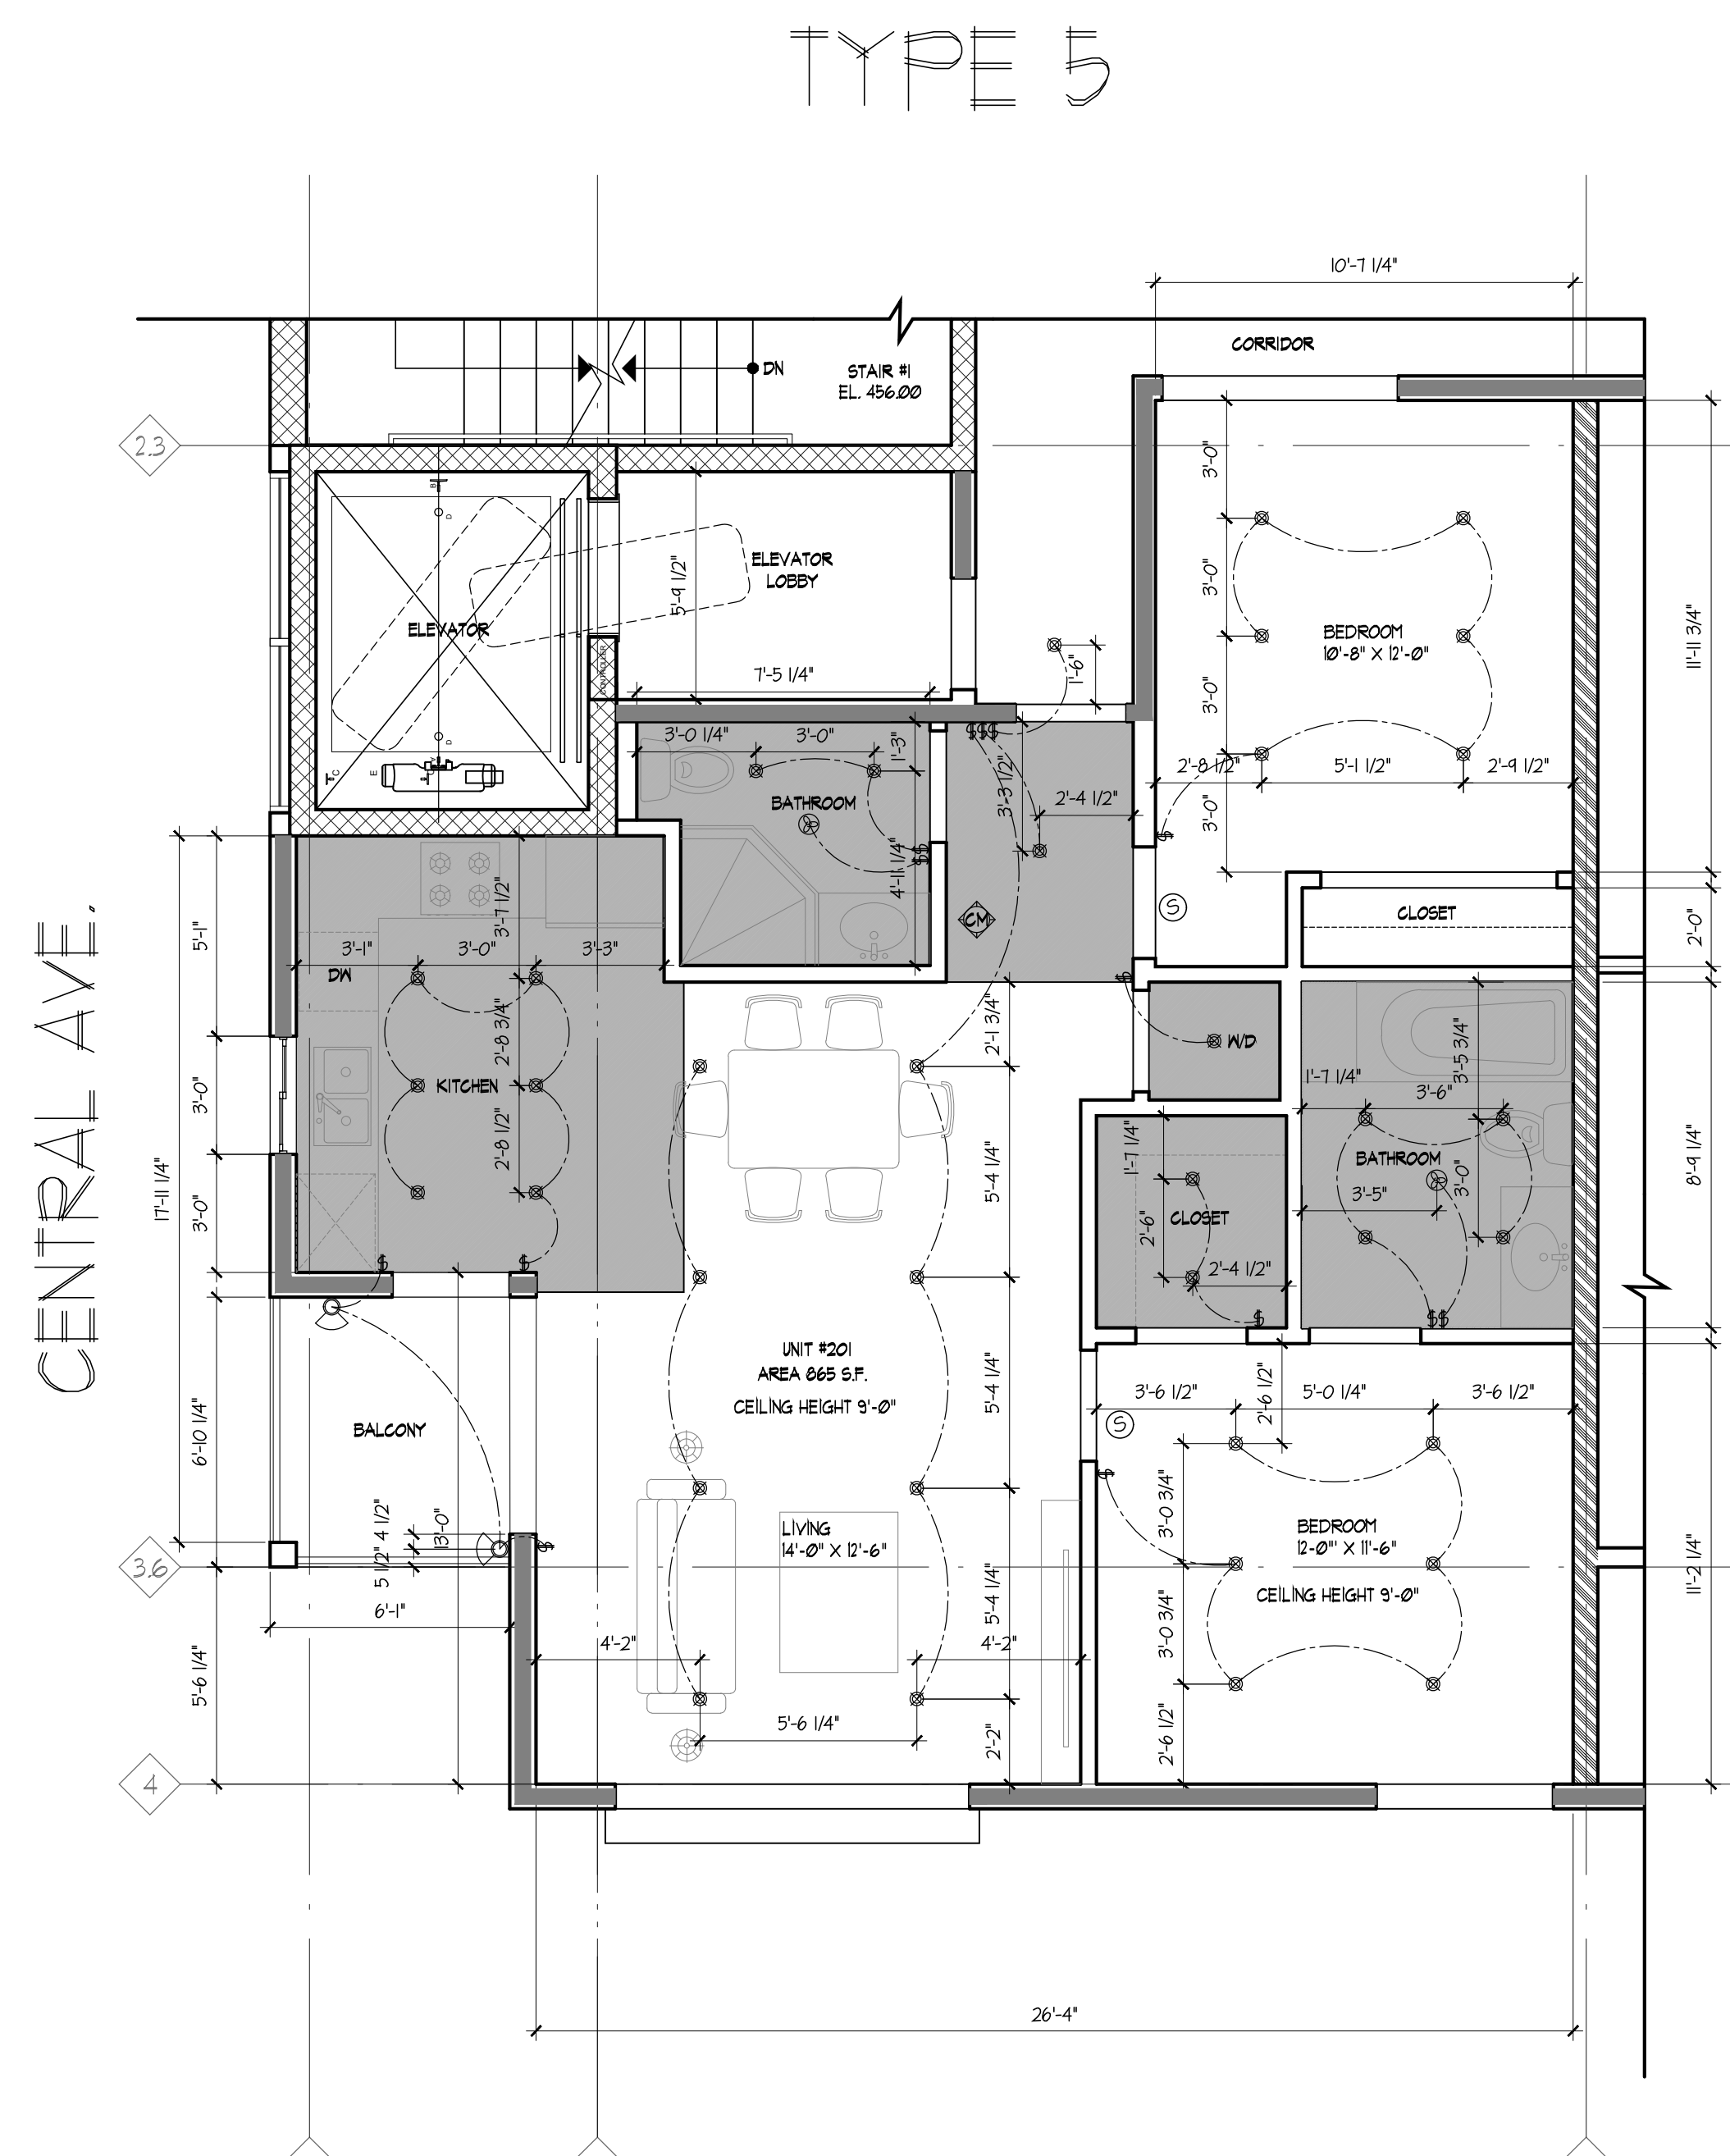 TYPE 5
10'-7 1/4"
CORRIDOR
DN
STAIR #1
EL. 456.00
2.3
3'-0"
ELEVATOR
LOBBY
5'-9 1/2"
3'-0"
ELEVATOR
CONTROLLER
BEDROOM
10'-8" X 12'-0"
11'-11 3/4"
7'-5 1/4"
1'-6"
3'-0"
B
D
D
C
E
3'-0 1/4"
3'-0"
1'-3"
$$$
3'-3 1/2"
2'-8 1/2"
5'-1 1/2"
2'-9 1/2"
BATHROOM
2'-4 1/2"
3'-0"
$
$$
4'-11 1/4"
S
CLOSET
2'-0"
CM
5'-1"
3'-7 1/2"
3'-1"
3'-0"
3'-3"
DW
$
2'-1 3/4"
2'-8 3/4"
W/D
3'-5 3/4"
1'-7 1/4"
3'-6"
KITCHEN
3'-0"
CENTRAL AVE.
2'-8 1/2"
5'-4 1/4"
1'-7 1/4"
BATHROOM
8'-9 1/4"
17'-11 1/4"
3'-0"
3'-5"
3'-0"
CLOSET
2'-6"
2'-4 1/2"
$
$
$
$$
UNIT #201
AREA 865 S.F.
CEILING HEIGHT 9'-0"
5'-4 1/4"
3'-6 1/2"
2'-6 1/2"
5'-0 1/4"
3'-6 1/2"
S
BALCONY
6'-10 1/4"
$
3'-0 3/4"
LIVING
14'-0" X 12'-6"
BEDROOM
12-0"' X 11'-6"
CEILING HEIGHT 9'-0"
4 1/2"
5 1/2"
13'-0"
$
3.6
5'-4 1/4"
11'-2 1/4"
6'-1"
4'-2"
4'-2"
3'-0 3/4"
5'-6 1/4"
5'-6 1/4"
2'-2"
2'-6 1/2"
4
26'-4"